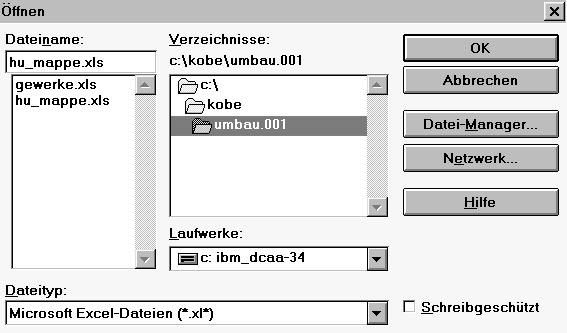 Öffnen
Dateiname:
hu_mappe.xls
gewerke.xls
hu_mappe.xls
Verzeichnisse:
c:\kobe\umbau.001
c:\
kobe
umbau.001
Laufwerke:
c: ibm_dcaa-34
Dateityp:
Microsoft Excel-Dateien (*.xl*)
OK
Abbrechen
Datei-Manager...
Netzwerk...
Hilfe
Schreibgeschützt